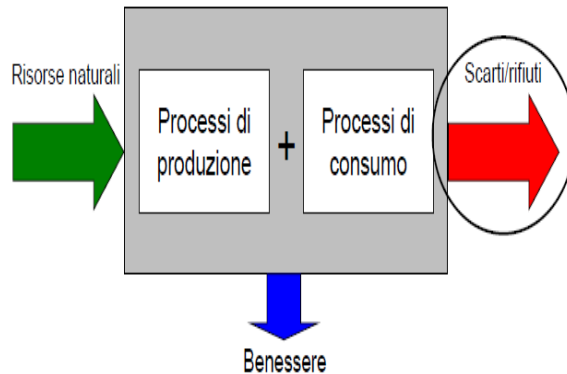 Risorse naturali
Scarti/rifiuti
Processi di
produzione
+
Processi di
consumo
Benessere